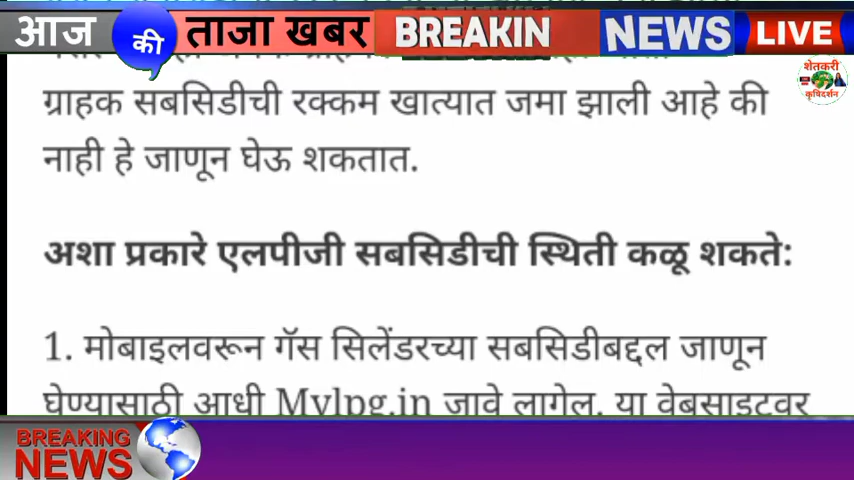 आज की ताजा खबर BREAKIN NEWS LIVE
शेतकरी
कृषिदर्शन
ग्राहक सबसिडीची रक्कम खात्यात जमा झाली आहे की
नाही हे जाणून घेऊ शकतात.
अशा प्रकारे एलपीजी सबसिडीची स्थिती कळू शकते:
1. मोबाइलवरून गॅस सिलेंडरच्या सबसिडीबद्दल जाणून
घेण्यासाठी आधी Mylpg.in जावे लागेल. या वेबसाइटवर
BREAKING
NEWS